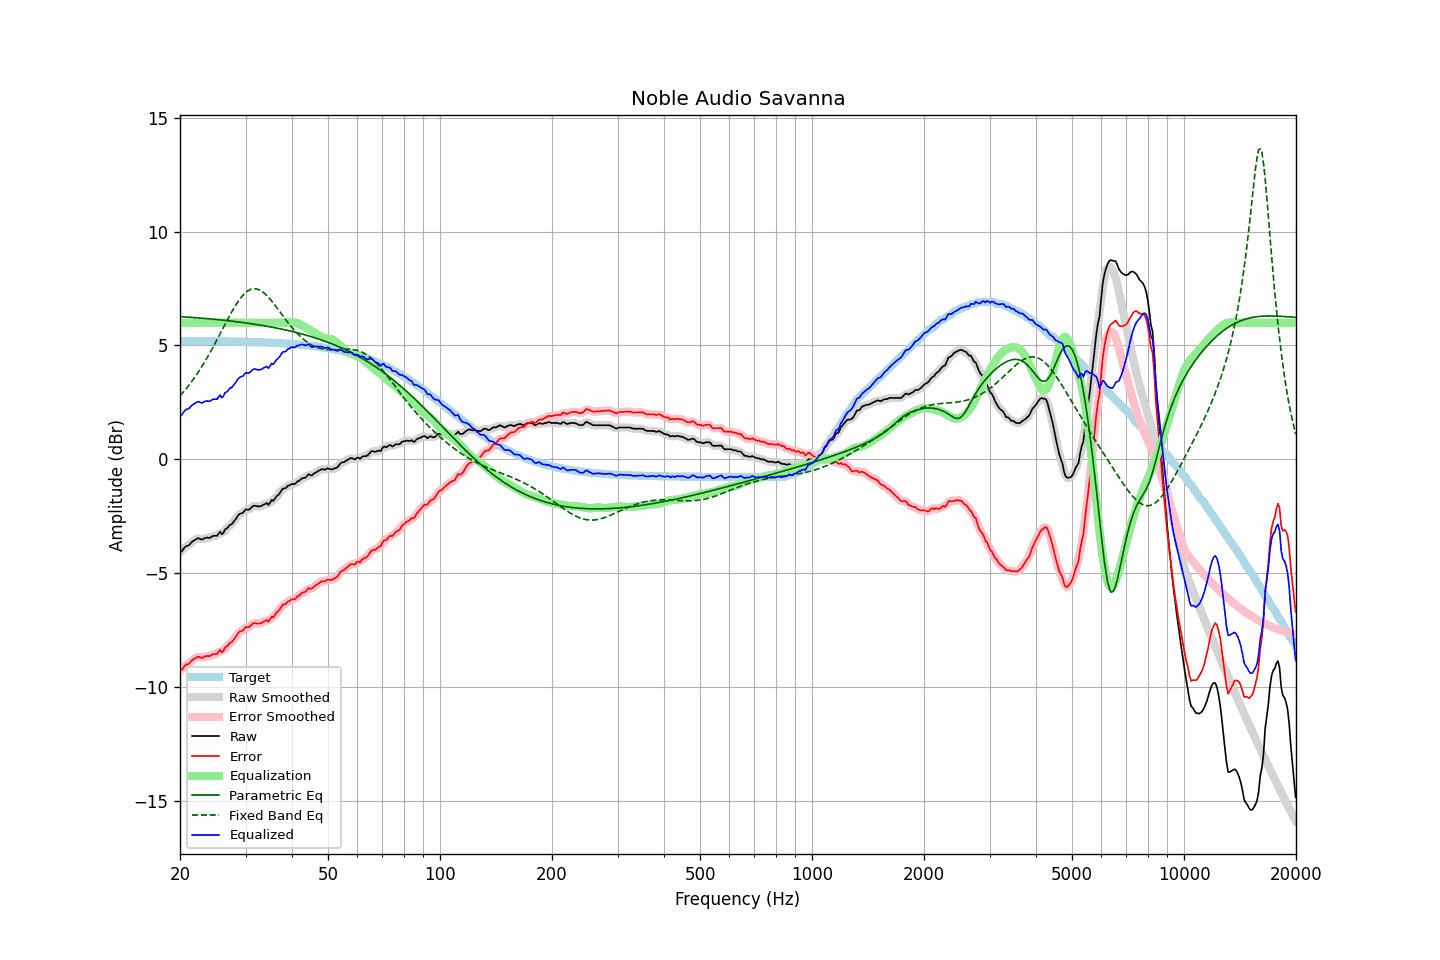 Noble Audio Savanna
15
10
5
0
−5
−10
−15
Amplitude (dBr)
Target
Raw Smoothed
Error Smoothed
Raw
Error
Equalization
Parametric Eq
Fixed Band Eq
Equalized
20 50 100 200 500 1000 2000 5000 10000 20000
Frequency (Hz)